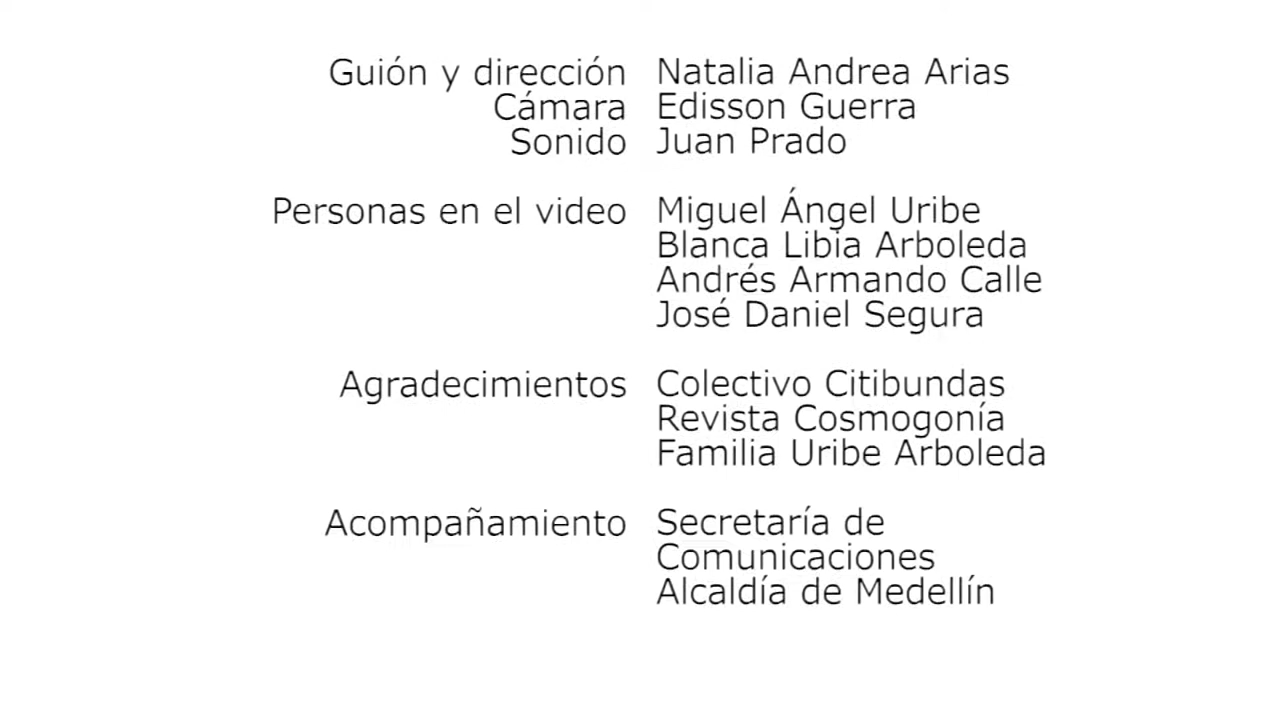 Guión y dirección Natalia Andrea Arias
Cámara Edisson Guerra
Sonido Juan Prado
Personas en el video Miguel Ángel Uribe
Blanca Libia Arboleda
Andrés Armando Calle
José Daniel Segura
Agradecimientos Colectivo Citibundas
Revista Cosmogonía
Familia Uribe Arboleda
Acompañamiento Secretaría de
Comunicaciones
Alcaldía de Medellín